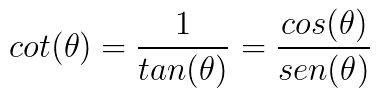 cot(θ) = 1/tan(θ) = cos(θ)/sen(θ)